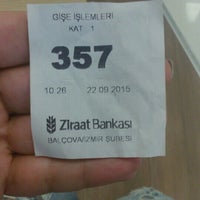 GİŞE İŞLEMLERİ
KAT 1
357
10:26 22.09.2015
Ziraat Bankası
BALÇOVA/İZMİR ŞUBESİ